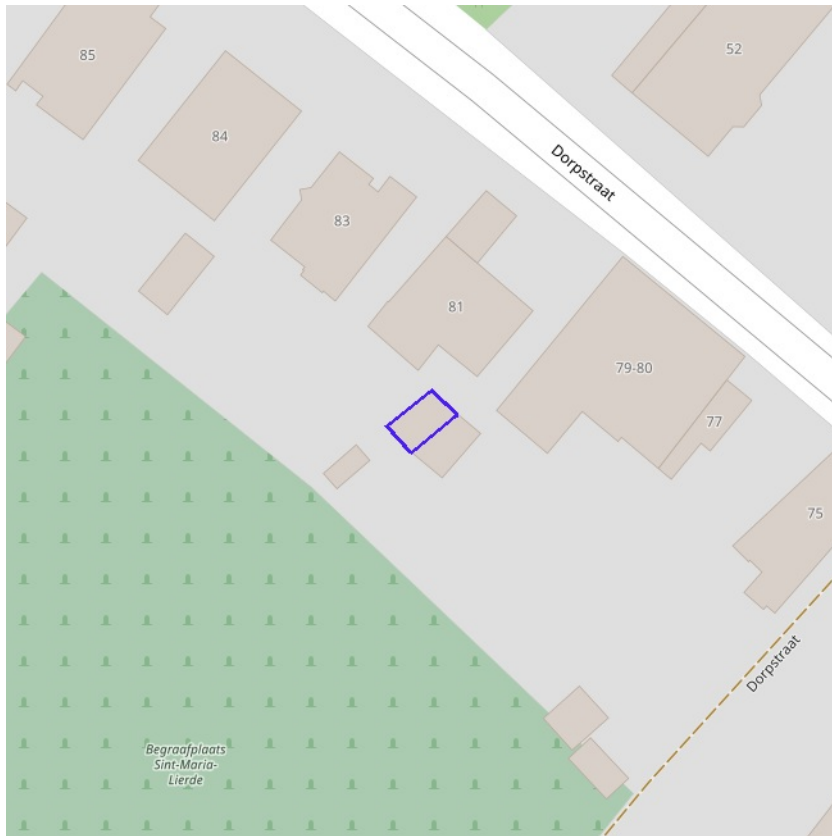 85
52
84
Dorpstraat
83
81
79-80
77
75
Dorpstraat
Begraafplaats
Sint-Maria-
Lierde